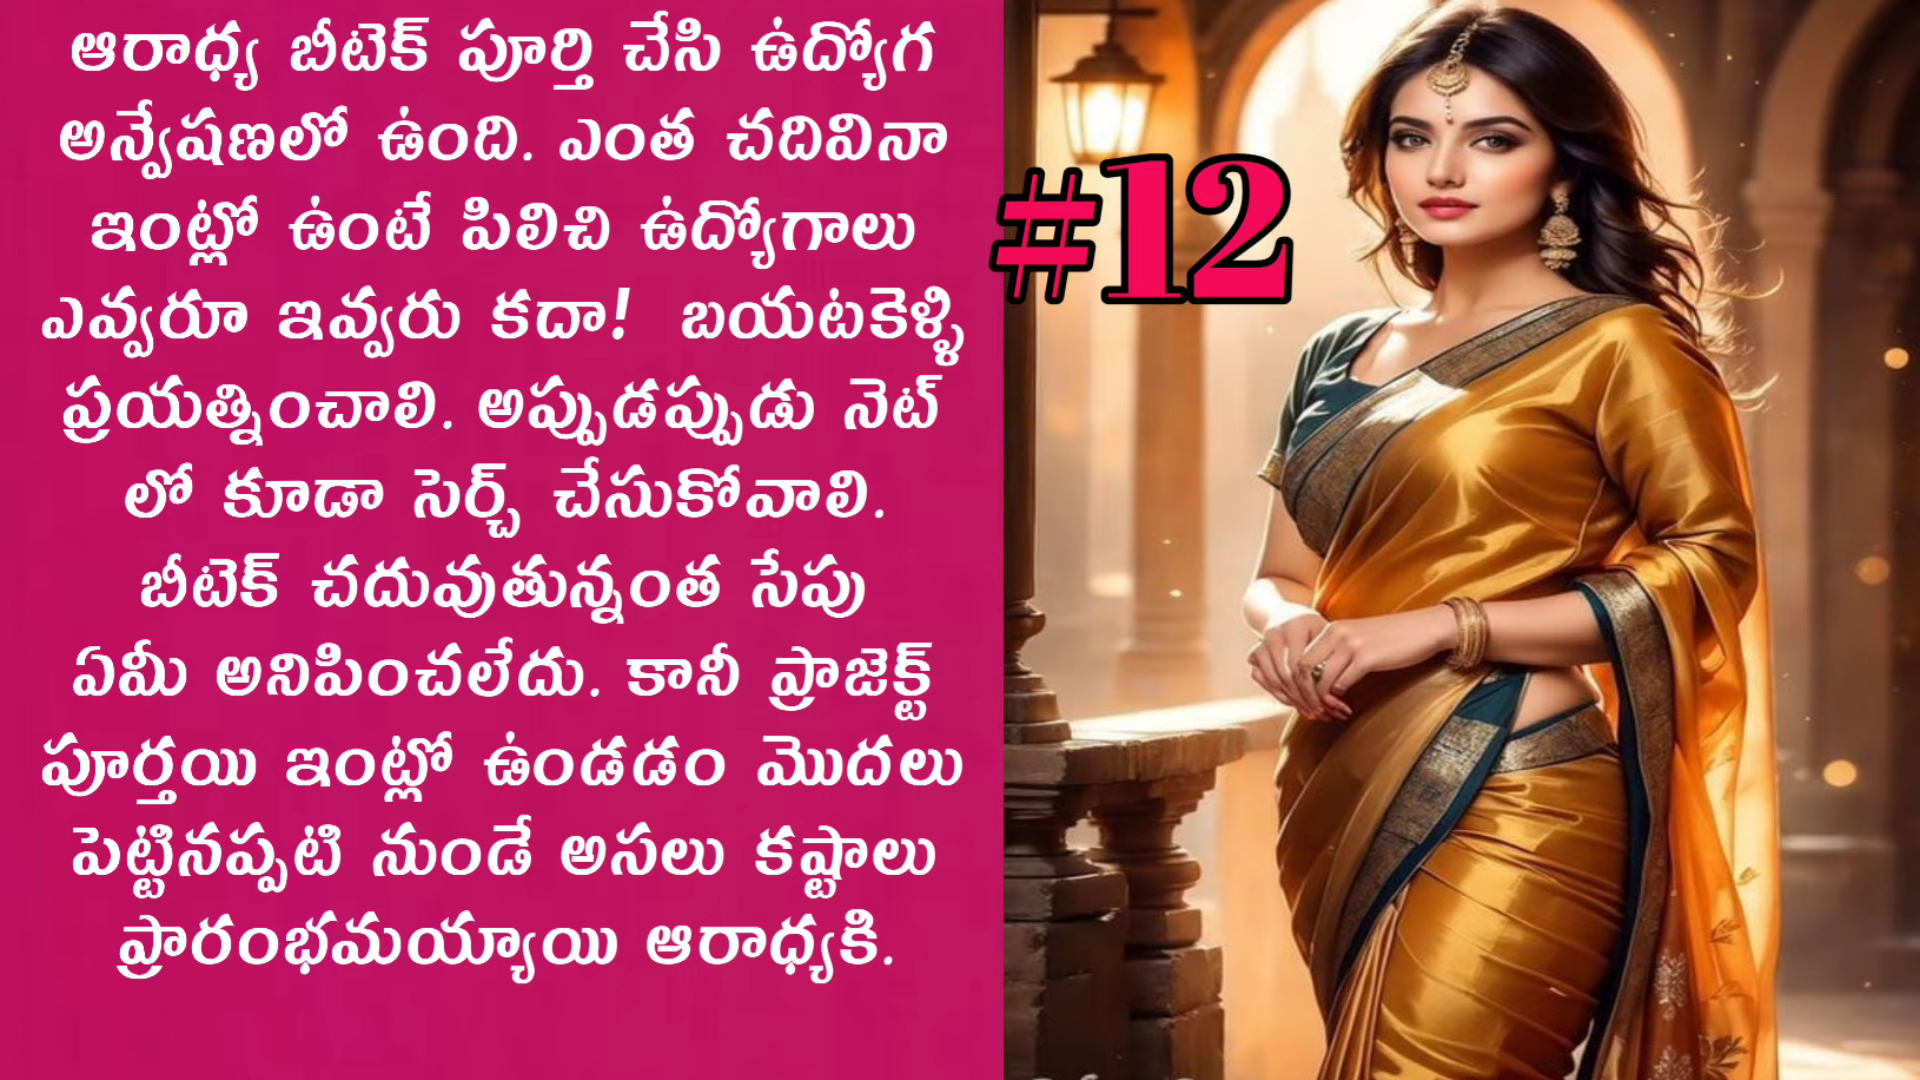 ఆరాధ్య బీటెక్ పూర్తి చేసి ఉద్యోగ
అన్వేషణలో ఉంది. ఎంత చదివినా
ఇంట్లో ఉంటే పిలిచి ఉద్యోగాలు
ఎవ్వరూ ఇవ్వరు కదా! బయటకెళ్ళి
ప్రయత్నించాలి. అప్పుడప్పుడు నెట్
లో కూడా సెర్చ్ చేసుకోవాలి.
బీటెక్ చదువుతున్నంత సేపు
ఏమీ అనిపించలేదు. కానీ ప్రాజెక్ట్
పూర్తయి ఇంట్లో ఉండడం మొదలు
పెట్టినప్పటి నుండే అసలు కష్టాలు
ప్రారంభమయ్యాయి ఆరాధ్యకి.
#12